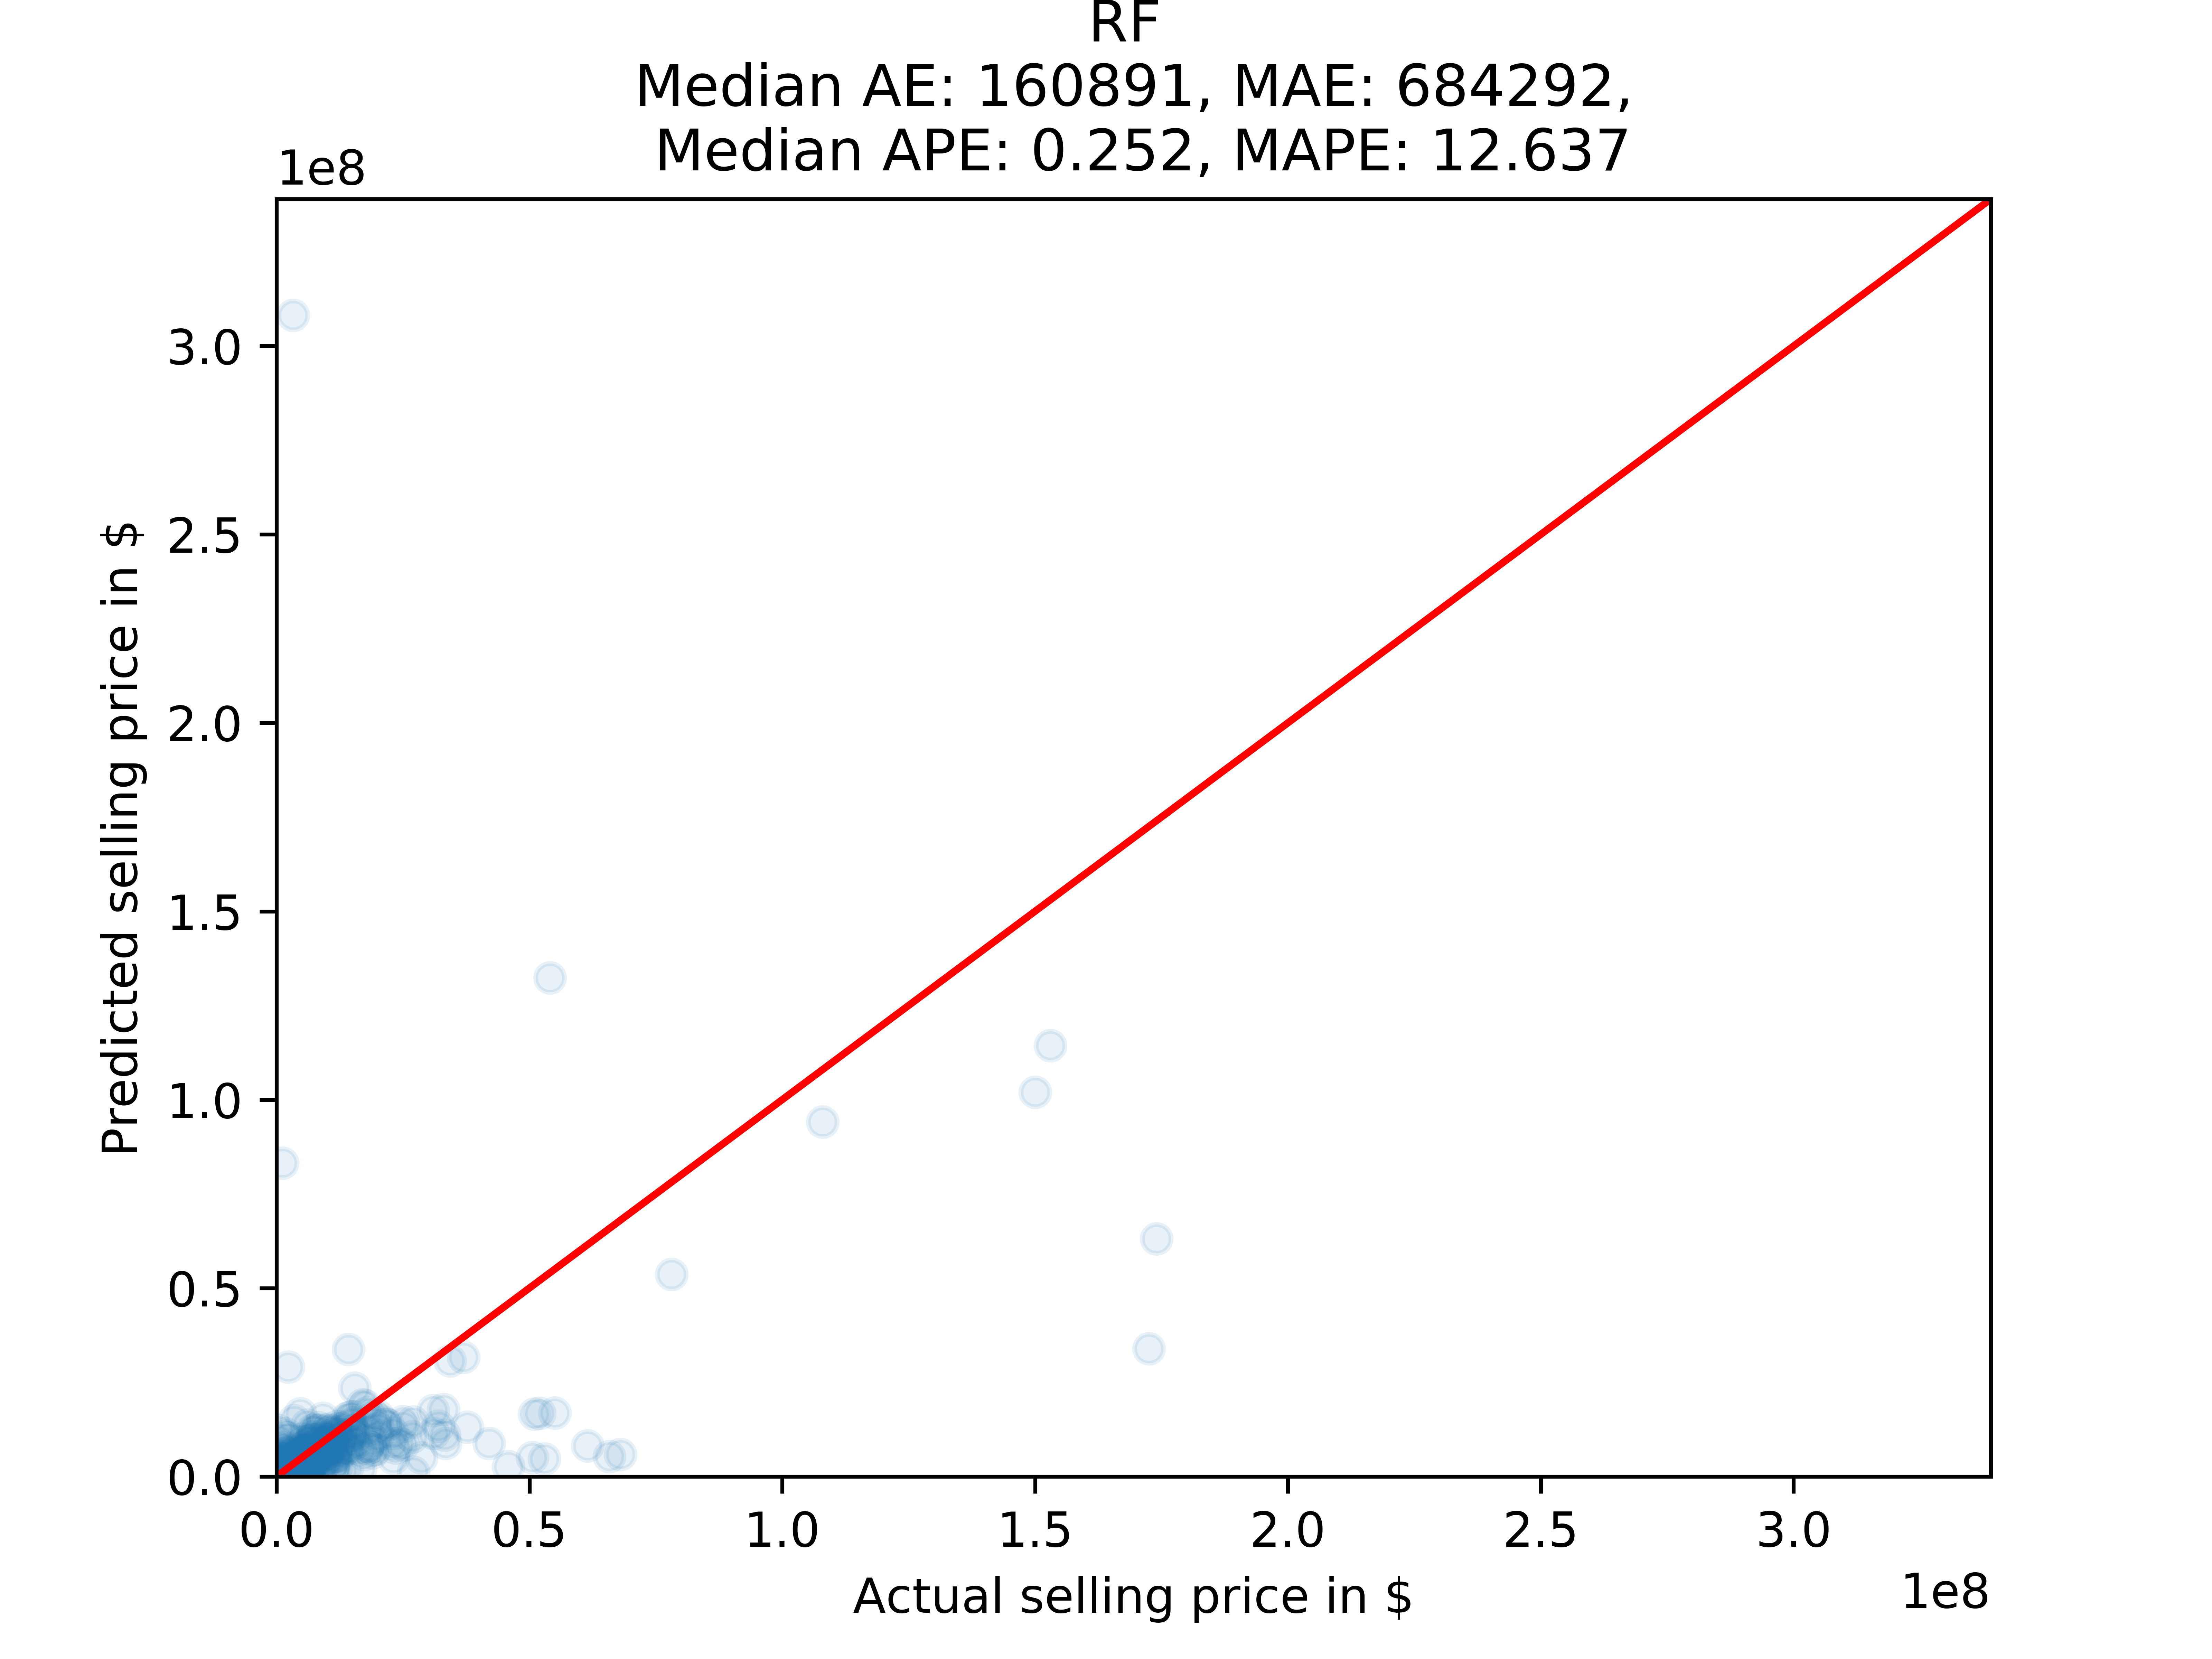 RF
Median AE: 160891, MAE: 684292,
Median APE: 0.252, MAPE: 12.637
1e8
3.0
2.5
2.0
1.5
1.0
0.5
0.0
Predicted selling price in $
0.0 0.5 1.0 1.5 2.0 2.5 3.0
Actual selling price in $
1e8